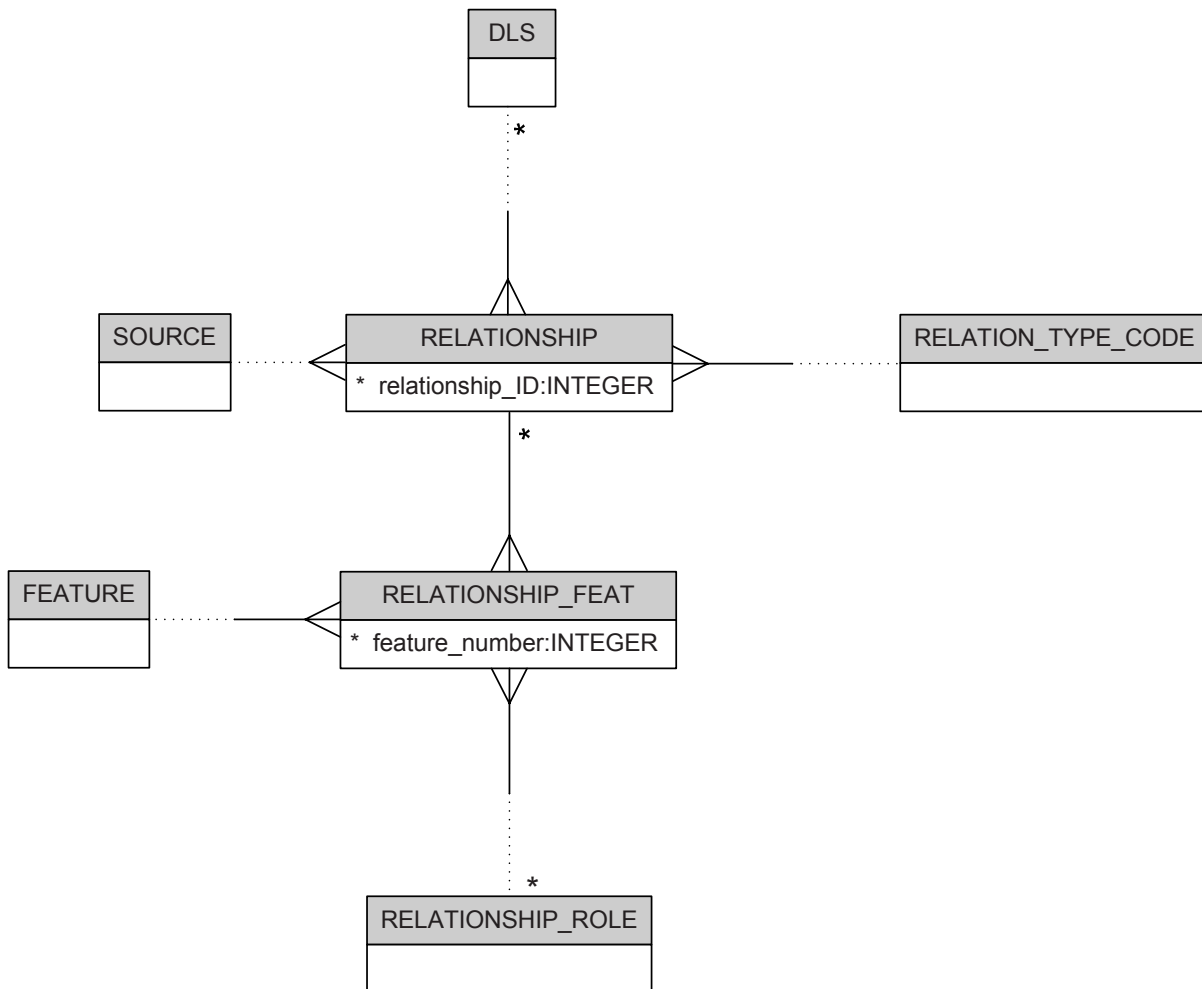 DLS
*
SOURCE
RELATIONSHIP
RELATION_TYPE_CODE
* relationship_ID:INTEGER
*
FEATURE
RELATIONSHIP_FEAT
* feature_number:INTEGER
*
RELATIONSHIP_ROLE